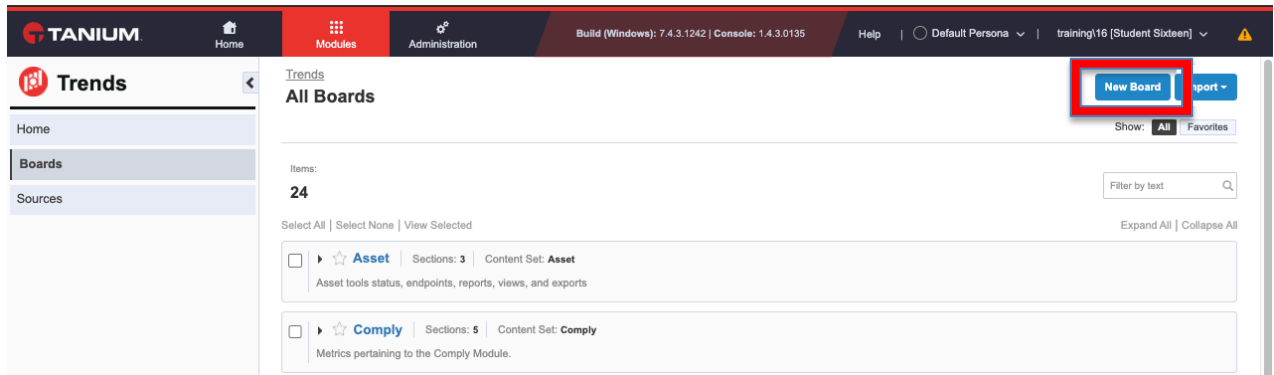 TANIUM
Home
Modules
Administration
Build (Windows): 7.4.3.1242 | Console: 1.4.3.0135
Help | Default Persona | training\16 [Student Sixteen]
Trends
Home
Boards
Sources
Trends
All Boards
New Board
mport
Show: All Favorites
Items:
24
Filter by text
Select All | Select None | View Selected
Expand All | Collapse All
Asset | Sections: 3 | Content Set: Asset
Asset tools status, endpoints, reports, views, and exports
Comply | Sections: 5 | Content Set: Comply
Metrics pertaining to the Comply Module.